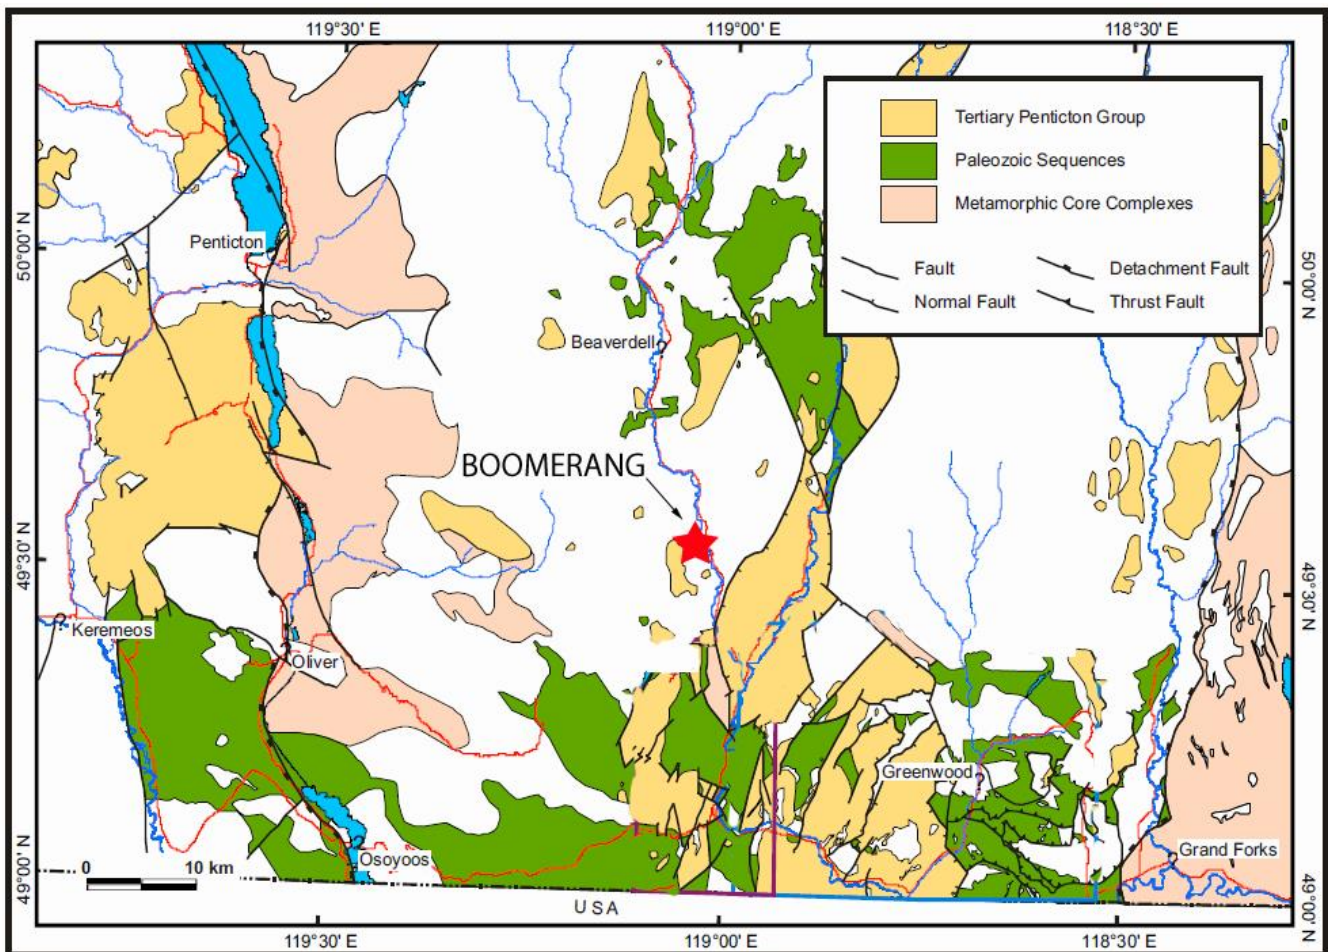 119°30' E
119°00' E
118°30' E
Tertiary Penticton Group
Paleozoic Sequences
Metamorphic Core Complexes
Fault
Detachment Fault
Normal Fault
Thrust Fault
50°00' N
50°00' N
Penticton
Beaverdell
BOOMERANG
49°30' N
49°30' N
Keremeos
Oliver
Greenwood
Osoyoos
Grand Forks
0 10 km
49°00' N
49°00' N
USA
119°30' E
119°00' E
118°30' E